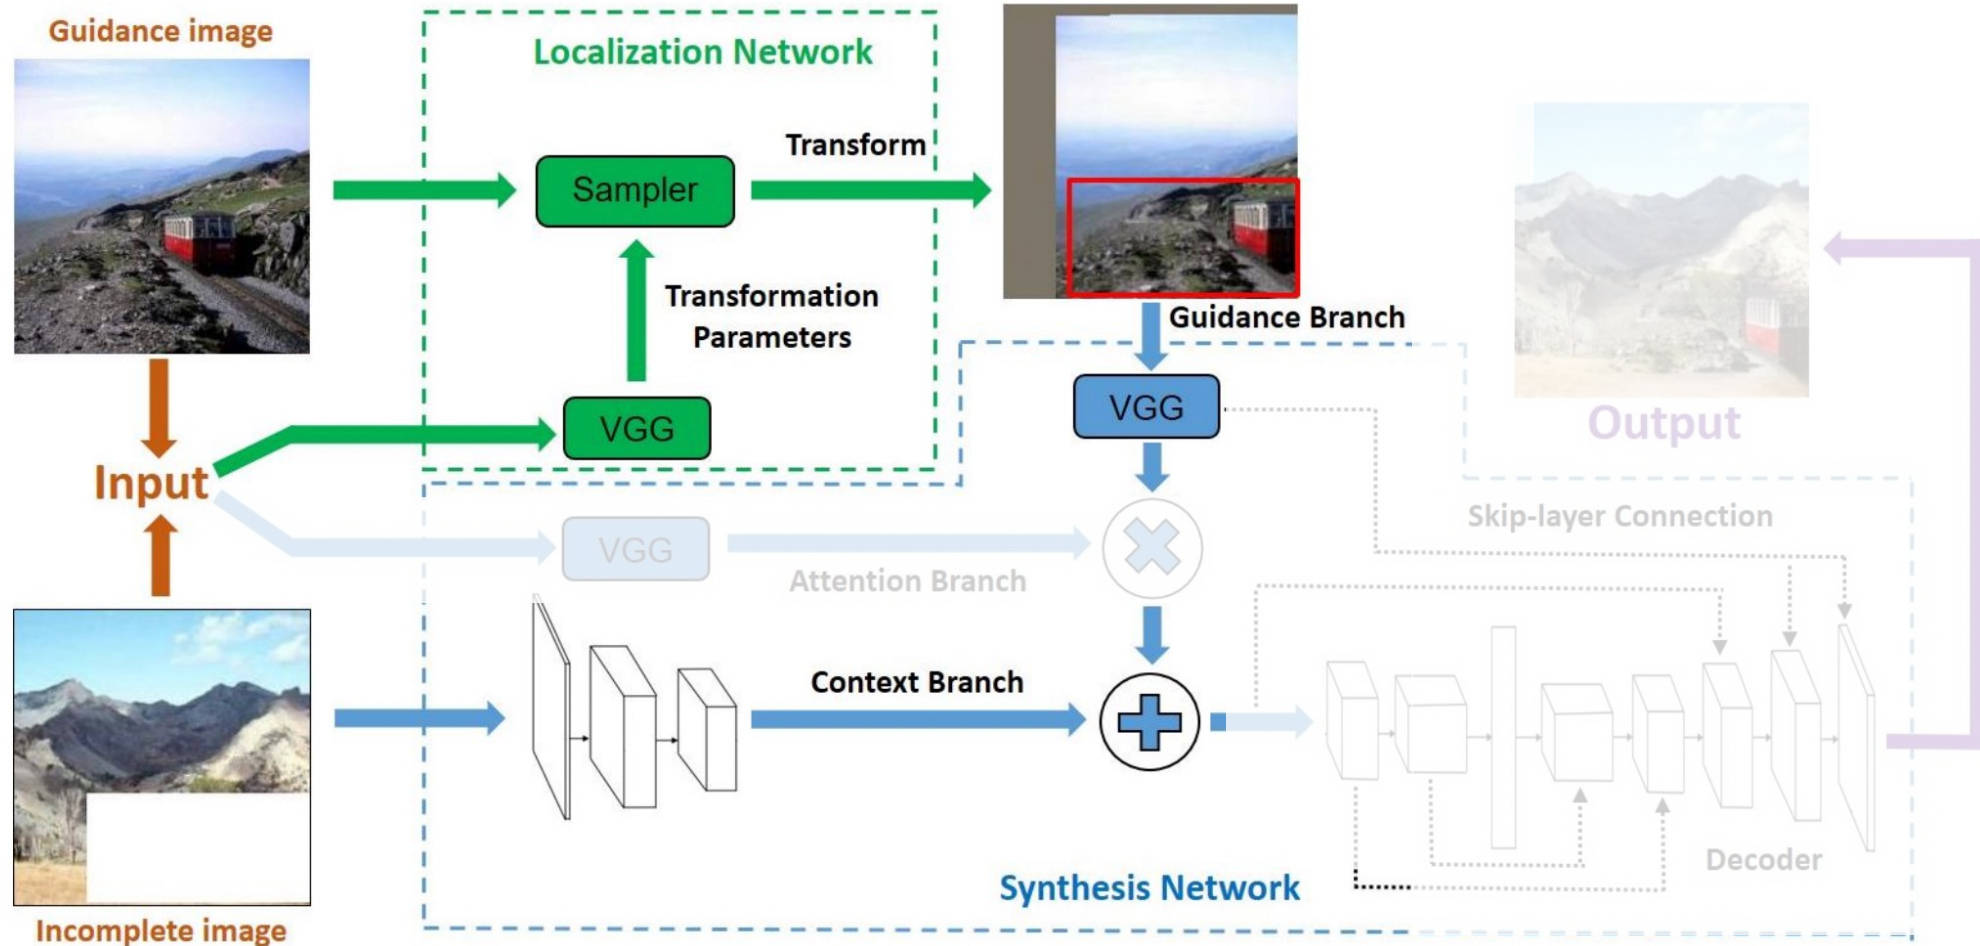 Guidance image
Localization Network
Transform
Sampler
Transformation
Parameters
Guidance Branch
VGG
VGG
Output
Input
Skip-layer Connection
VGG
Attention Branch
Context Branch
Decoder
Synthesis Network
Incomplete image